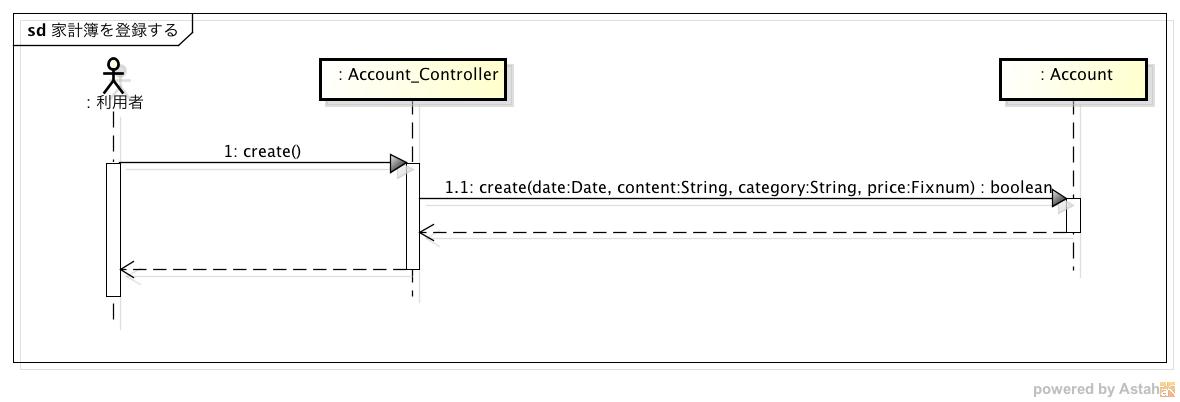 sd 家計簿を登録する
: 利用者
: Account_Controller
: Account
1: create()
1.1: create(date:Date, content:String, category:String, price:Fixnum) : boolean
powered by Astah